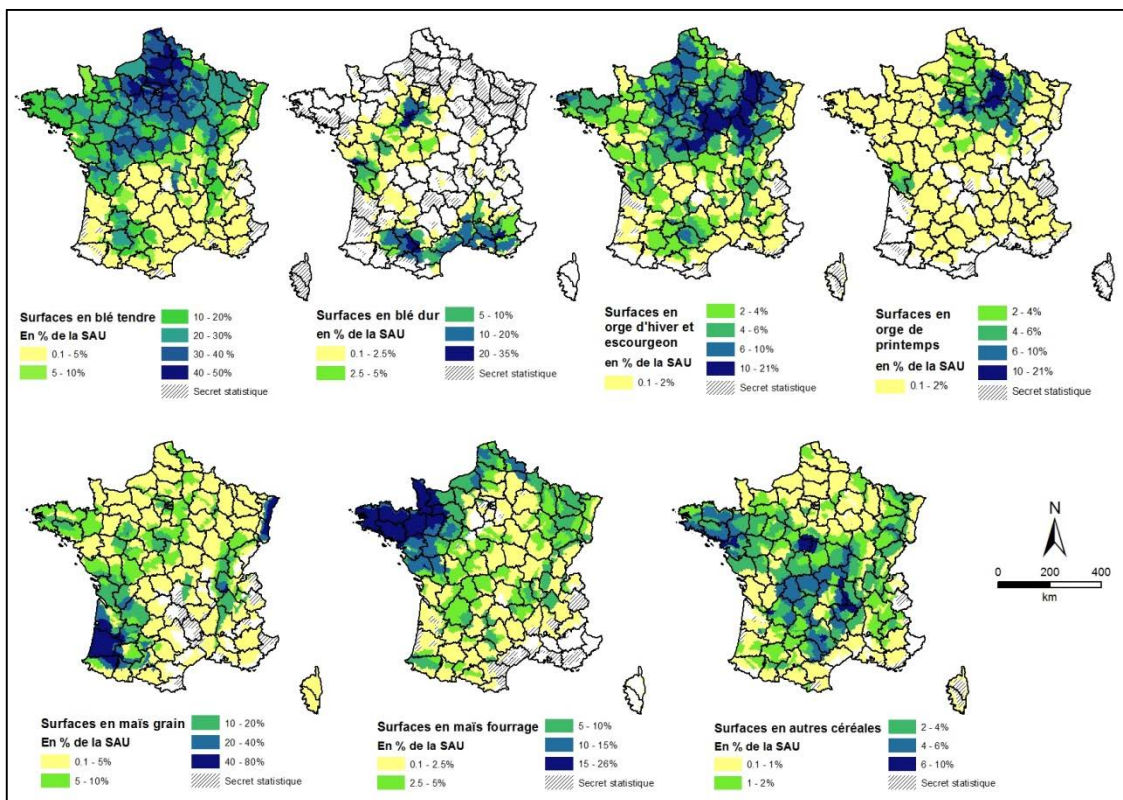 Surfaces en blé tendre
En % de la SAU
0.1 - 5%
5 - 10%
10 - 20%
20 - 30%
30 - 40 %
40 - 50%
Secret statistique
Surfaces en blé dur
en % de la SAU
0.1 - 2.5%
2.5 - 5%
5 - 10%
10 - 20%
20 - 35%
Secret statistique
Surfaces en
orge d'hiver et
escourgeon
en % de la SAU
0.1 - 2%
2 - 4%
4 - 6%
6 - 10%
10 - 21%
Secret statistique
Surfaces en
orge de
printemps
en % de la SAU
0.1 - 2%
2 - 4%
4 - 6%
6 - 10%
10 - 21%
Secret statistique
Surfaces en maïs grain
En % de la SAU
0.1 - 5%
5 - 10%
10 - 20%
20 - 40%
40 - 80%
Secret statistique
Surfaces en maïs fourrage
En % de la SAU
0.1 - 2.5%
2.5 - 5%
5 - 10%
10 - 15%
15 - 26%
Secret statistique
Surfaces en autres céréales
En % de la SAU
0.1 - 1%
1 - 2%
2 - 4%
4 - 6%
6 - 10%
Secret statistique
N
0 200 400
km